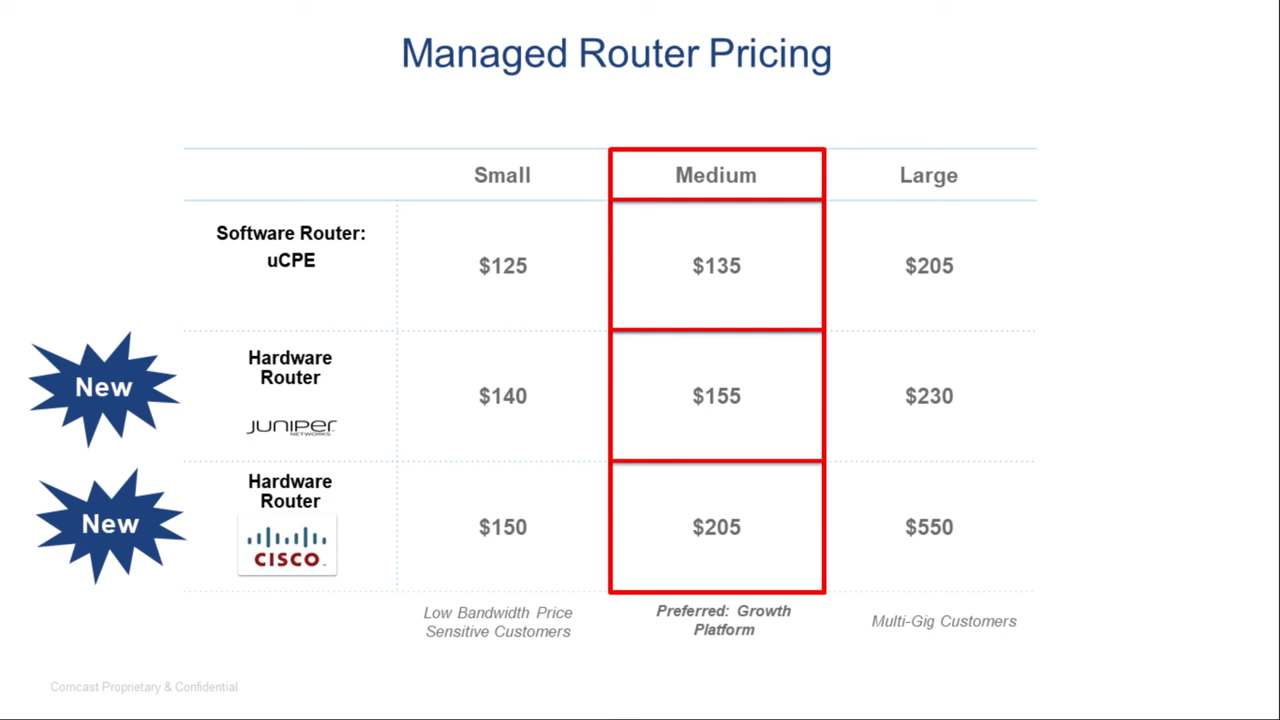 Managed Router Pricing
Small Medium Large
Software Router:
uCPE
$125 $135 $205
New
Hardware
Router
JUNIPEr
NETWORKS
$140 $155 $230
New
Hardware
Router
CISCO
$150 $205 $550
Low Bandwidth Price
Sensitive Customers
Preferred: Growth
Platform
Multi-Gig Customers
Comcast Proprietary & Confidential